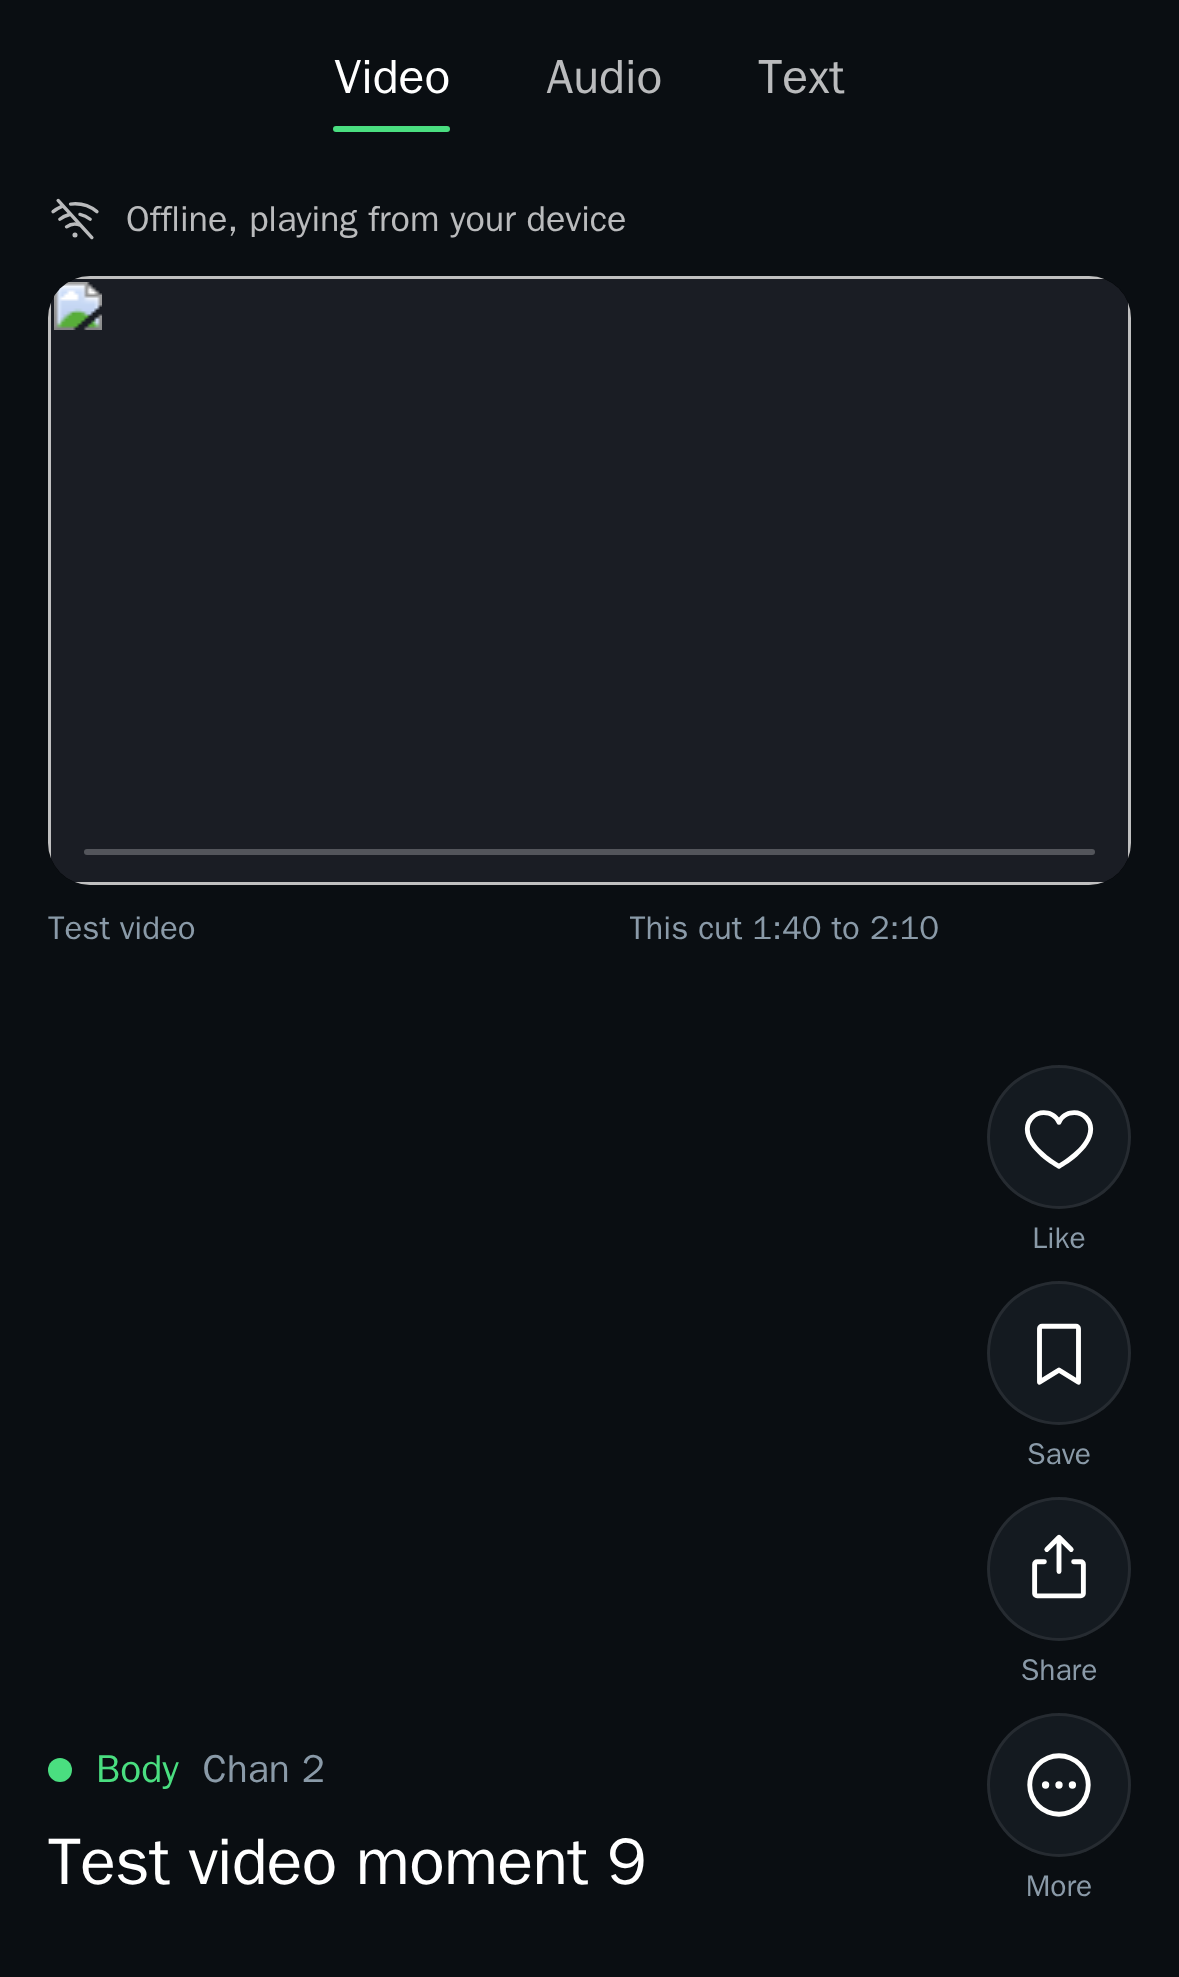 Video Audio Text
Offline, playing from your device
Test video This cut 1:40 to 2:10
Like
Save
Share
Body Chan 2
Test video moment 9
More